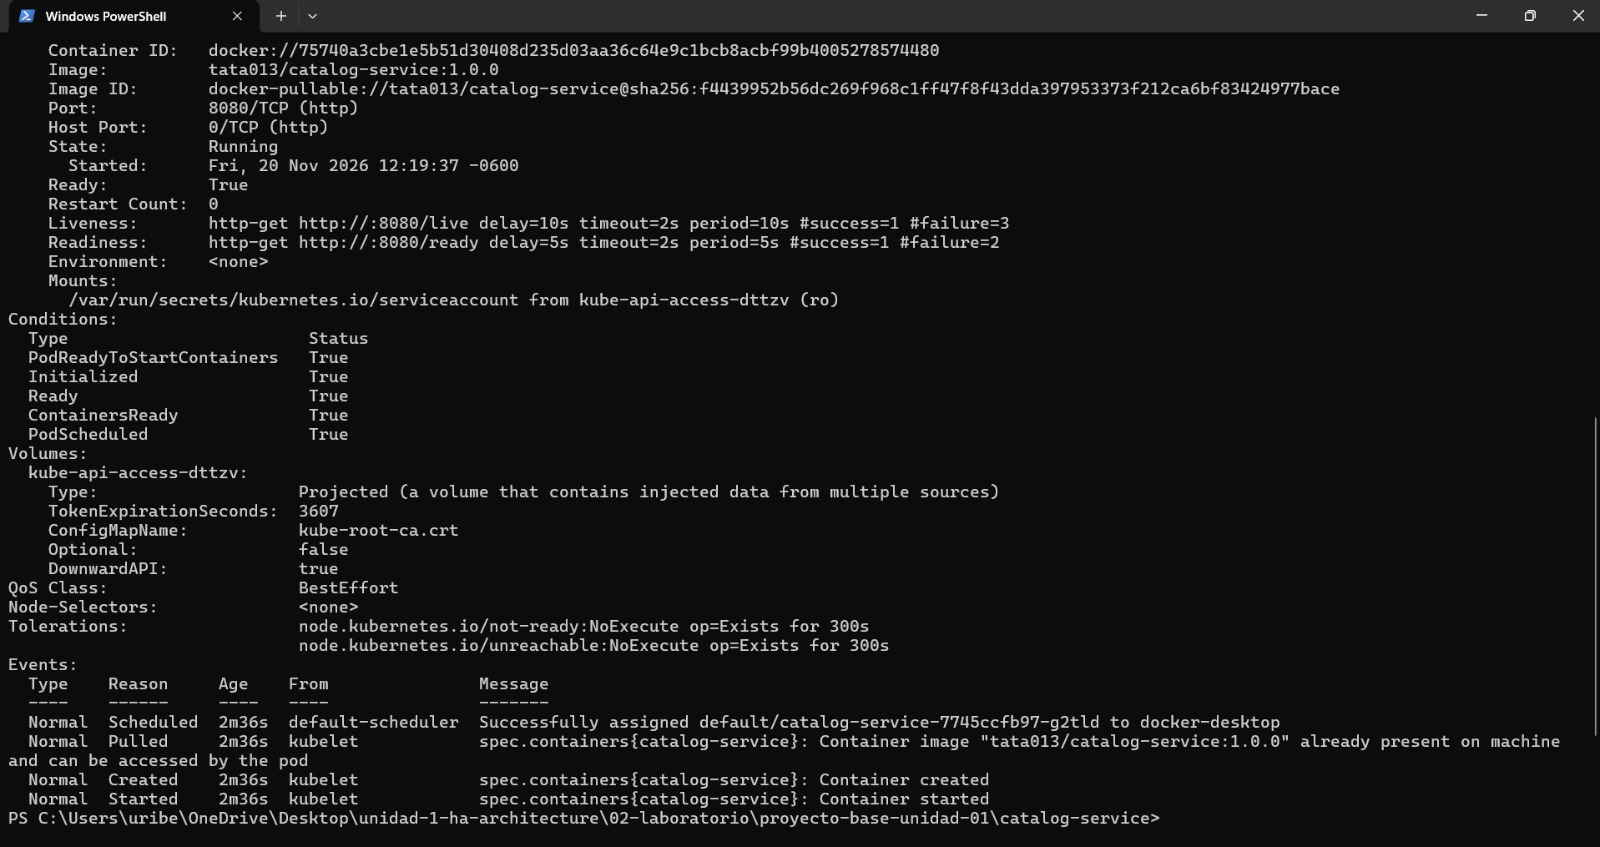 Windows PowerShell
Container ID: docker://75740a3cbe1e5b51d30408d235d03aa36c64e9c1bcb8acbf99b4005278574480
Image: tata013/catalog-service:1.0.0
Image ID: docker-pullable://tata013/catalog-service@sha256:f4439952b56dc269f968c1ff47f8f43dda397953373f212ca6bf83424977bace
Port: 8080/TCP (http)
Host Port: 0/TCP (http)
State: Running
Started: Fri, 20 Nov 2026 12:19:37 -0600
Ready: True
Restart Count: 0
Liveness: http-get http://:8080/live delay=10s timeout=2s period=10s #success=1 #failure=3
Readiness: http-get http://:8080/ready delay=5s timeout=2s period=5s #success=1 #failure=2
Environment: <none>
Mounts:
/var/run/secrets/kubernetes.io/serviceaccount from kube-api-access-dttzv (ro)
Conditions:
Type Status
PodReadyToStartContainers True
Initialized True
Ready True
ContainersReady True
PodScheduled True
Volumes:
kube-api-access-dttzv:
Type: Projected (a volume that contains injected data from multiple sources)
TokenExpirationSeconds: 3607
ConfigMapName: kube-root-ca.crt
Optional: false
DownwardAPI: true
QoS Class: BestEffort
Node-Selectors: <none>
Tolerations: node.kubernetes.io/not-ready:NoExecute op=Exists for 300s
node.kubernetes.io/unreachable:NoExecute op=Exists for 300s
Events:
Type Reason Age From Message
---- ------ ---- ---- -------
Normal Scheduled 2m36s default-scheduler Successfully assigned default/catalog-service-7745ccfb97-g2tld to docker-desktop
Normal Pulled 2m36s kubelet spec.containers{catalog-service}: Container image "tata013/catalog-service:1.0.0" already present on machine
and can be accessed by the pod
Normal Created 2m36s kubelet spec.containers{catalog-service}: Container created
Normal Started 2m36s kubelet spec.containers{catalog-service}: Container started
PS C:\Users\uribe\OneDrive\Desktop\unidad-1-ha-architecture\02-laboratorio\proyecto-base-unidad-01\catalog-service>